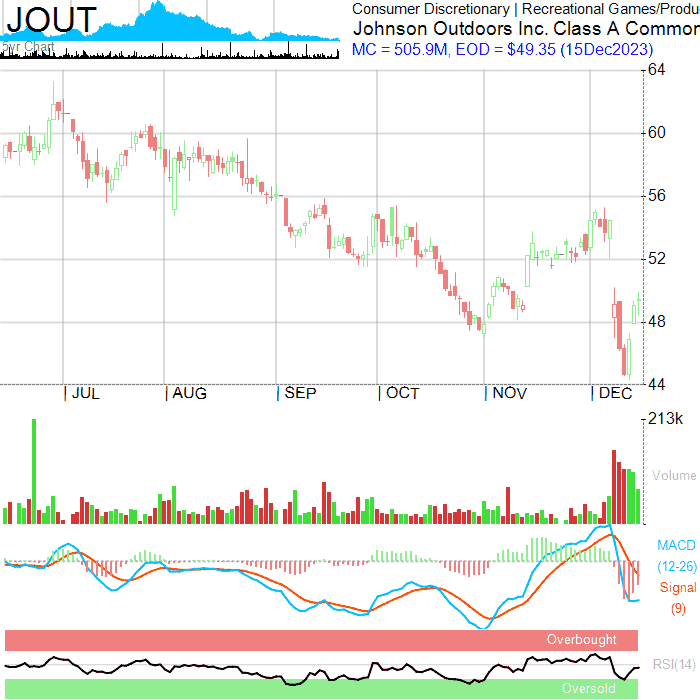 JOUT
5yr Chart
Consumer Discretionary | Recreational Games/Produ
Johnson Outdoors Inc. Class A Common
MC = 505.9M, EOD = $49.35 (15Dec2023)
64
60
56
52
48
44
| JUL | AUG | SEP | OCT | NOV | DEC
213k
Volume
MACD
(12-26)
Signal
(9)
Overbought
RSI(14)
Oversold